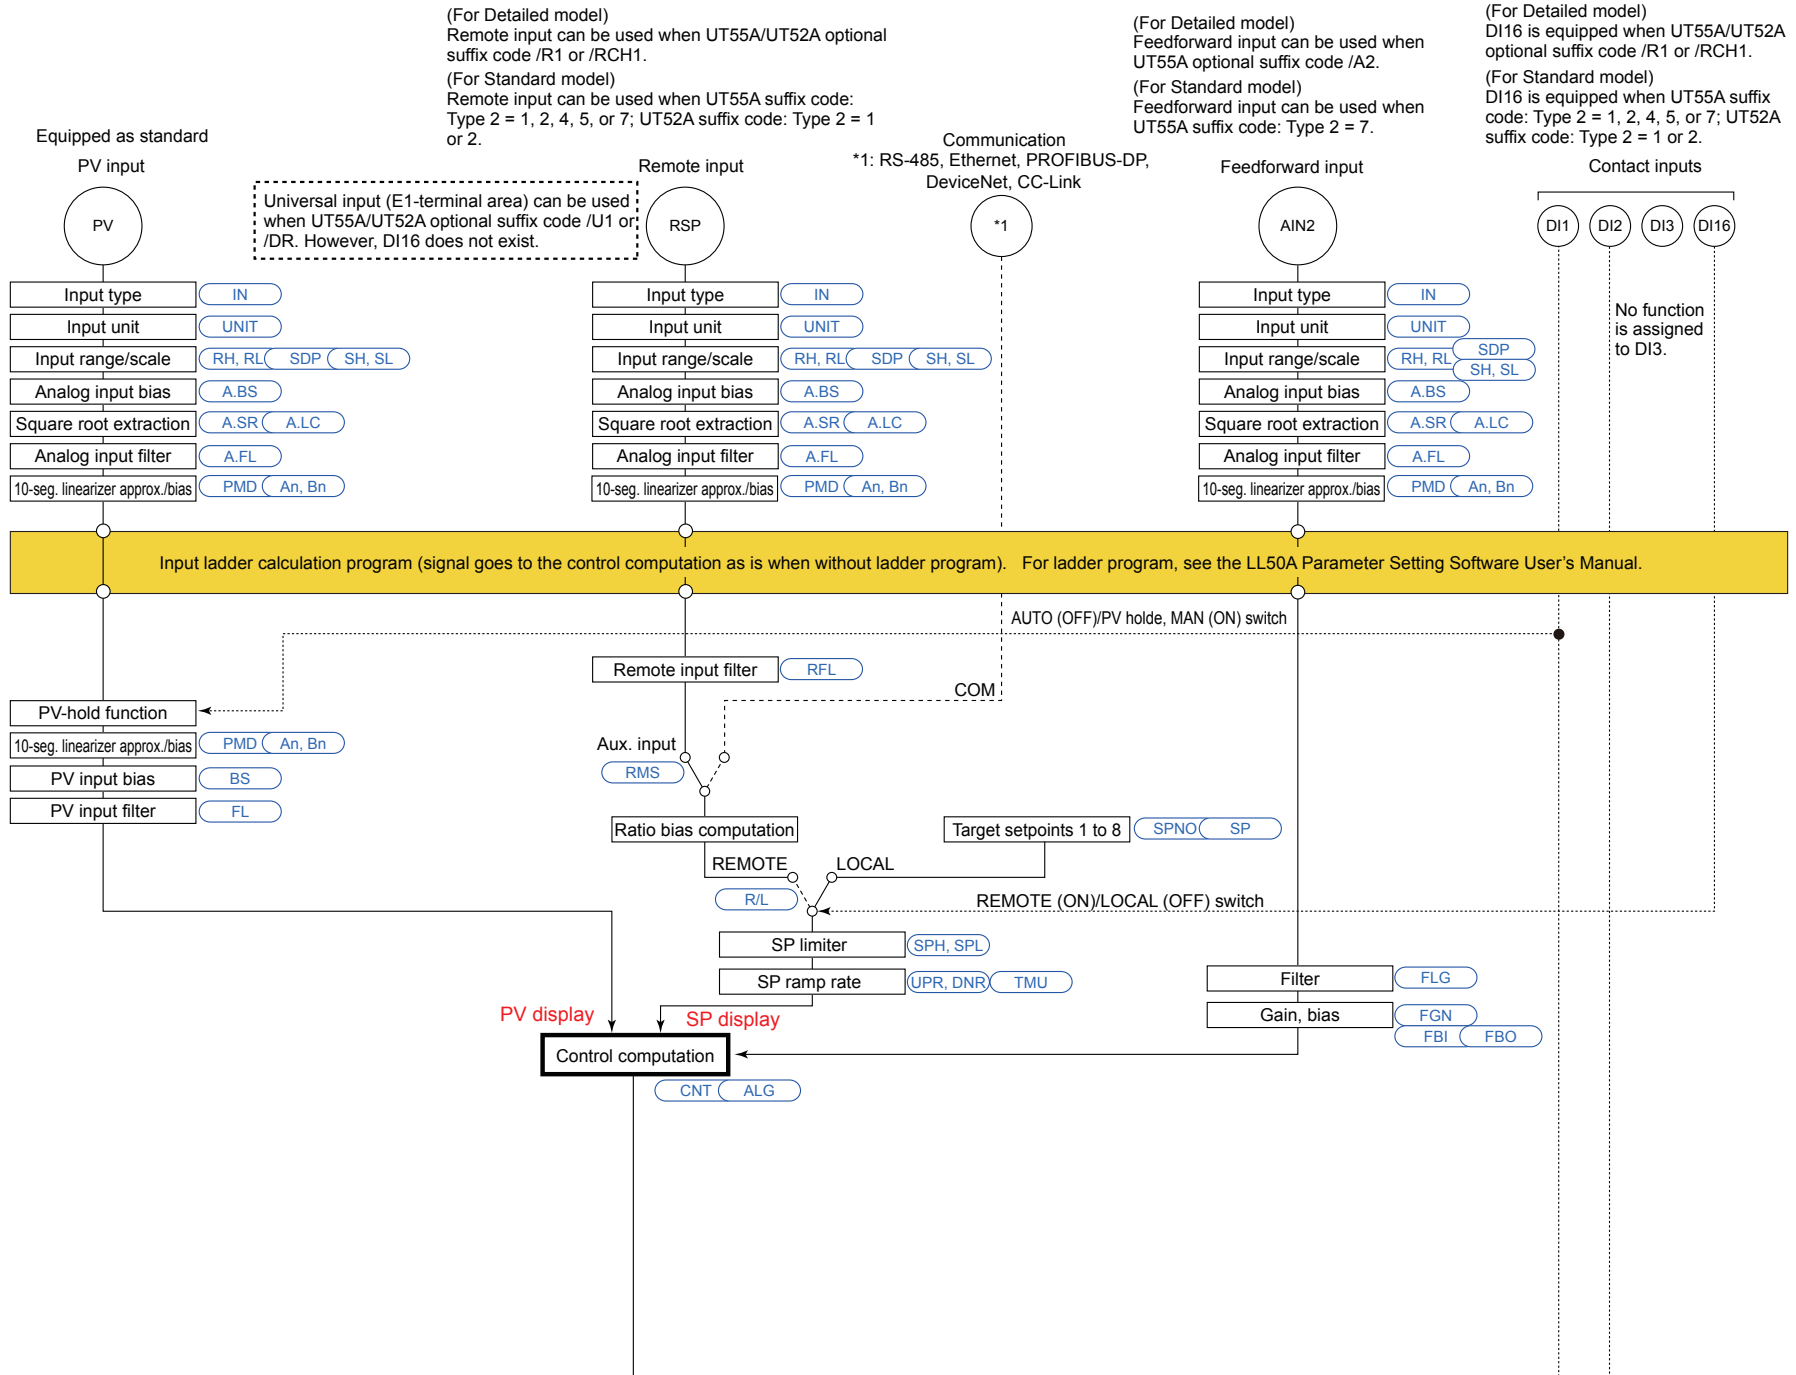 (For Detailed model)
Remote input can be used when UT55A/UT52A optional
suffix code /R1 or /RCH1.
(For Standard model)
Remote input can be used when UT55A suffix code:
Type 2 = 1, 2, 4, 5, or 7; UT52A suffix code: Type 2 = 1
or 2.
(For Detailed model)
Feedforward input can be used when
UT55A optional suffix code /A2.
(For Standard model)
Feedforward input can be used when
UT55A suffix code: Type 2 = 7.
(For Detailed model)
DI16 is equipped when UT55A/UT52A
optional suffix code /R1 or /RCH1.
(For Standard model)
DI16 is equipped when UT55A suffix
code: Type 2 = 1, 2, 4, 5, or 7; UT52A
suffix code: Type 2 = 1 or 2.
Equipped as standard
PV input
Remote input
Communication
*1: RS-485, Ethernet, PROFIBUS-DP,
DeviceNet, CC-Link
Feedforward input
Contact inputs
PV
Universal input (E1-terminal area) can be used
when UT55A/UT52A optional suffix code /U1 or
/DR. However, DI16 does not exist.
RSP
*1
AIN2
DI1 DI2 DI3 DI16
Input type IN
Input unit UNIT
Input range/scale RH, RL SDP SH, SL
Analog input bias A.BS
Square root extraction A.SR A.LC
Analog input filter A.FL
10-seg. linearizer approx./bias PMD An, Bn
Input type IN
Input unit UNIT
Input range/scale RH, RL SDP SH, SL
Analog input bias A.BS
Square root extraction A.SR A.LC
Analog input filter A.FL
10-seg. linearizer approx./bias PMD An, Bn
Input type IN
Input unit UNIT
Input range/scale RH, RL SDP SH, SL
Analog input bias A.BS
Square root extraction A.SR A.LC
Analog input filter A.FL
10-seg. linearizer approx./bias PMD An, Bn
No function
is assigned
to DI3.
Input ladder calculation program (signal goes to the control computation as is when without ladder program). For ladder program, see the LL50A Parameter Setting Software User's Manual.
AUTO (OFF)/PV holde, MAN (ON) switch
Remote input filter RFL
COM
PV-hold function
10-seg. linearizer approx./bias PMD An, Bn
PV input bias BS
PV input filter FL
Aux. input
RMS
Ratio bias computation
Target setpoints 1 to 8 SPNO SP
REMOTE LOCAL
R/L
REMOTE (ON)/LOCAL (OFF) switch
SP limiter SPH, SPL
SP ramp rate UPR, DNR TMU
Filter FLG
Gain, bias FGN
FBI FBO
PV display SP display
Control computation
CNT ALG